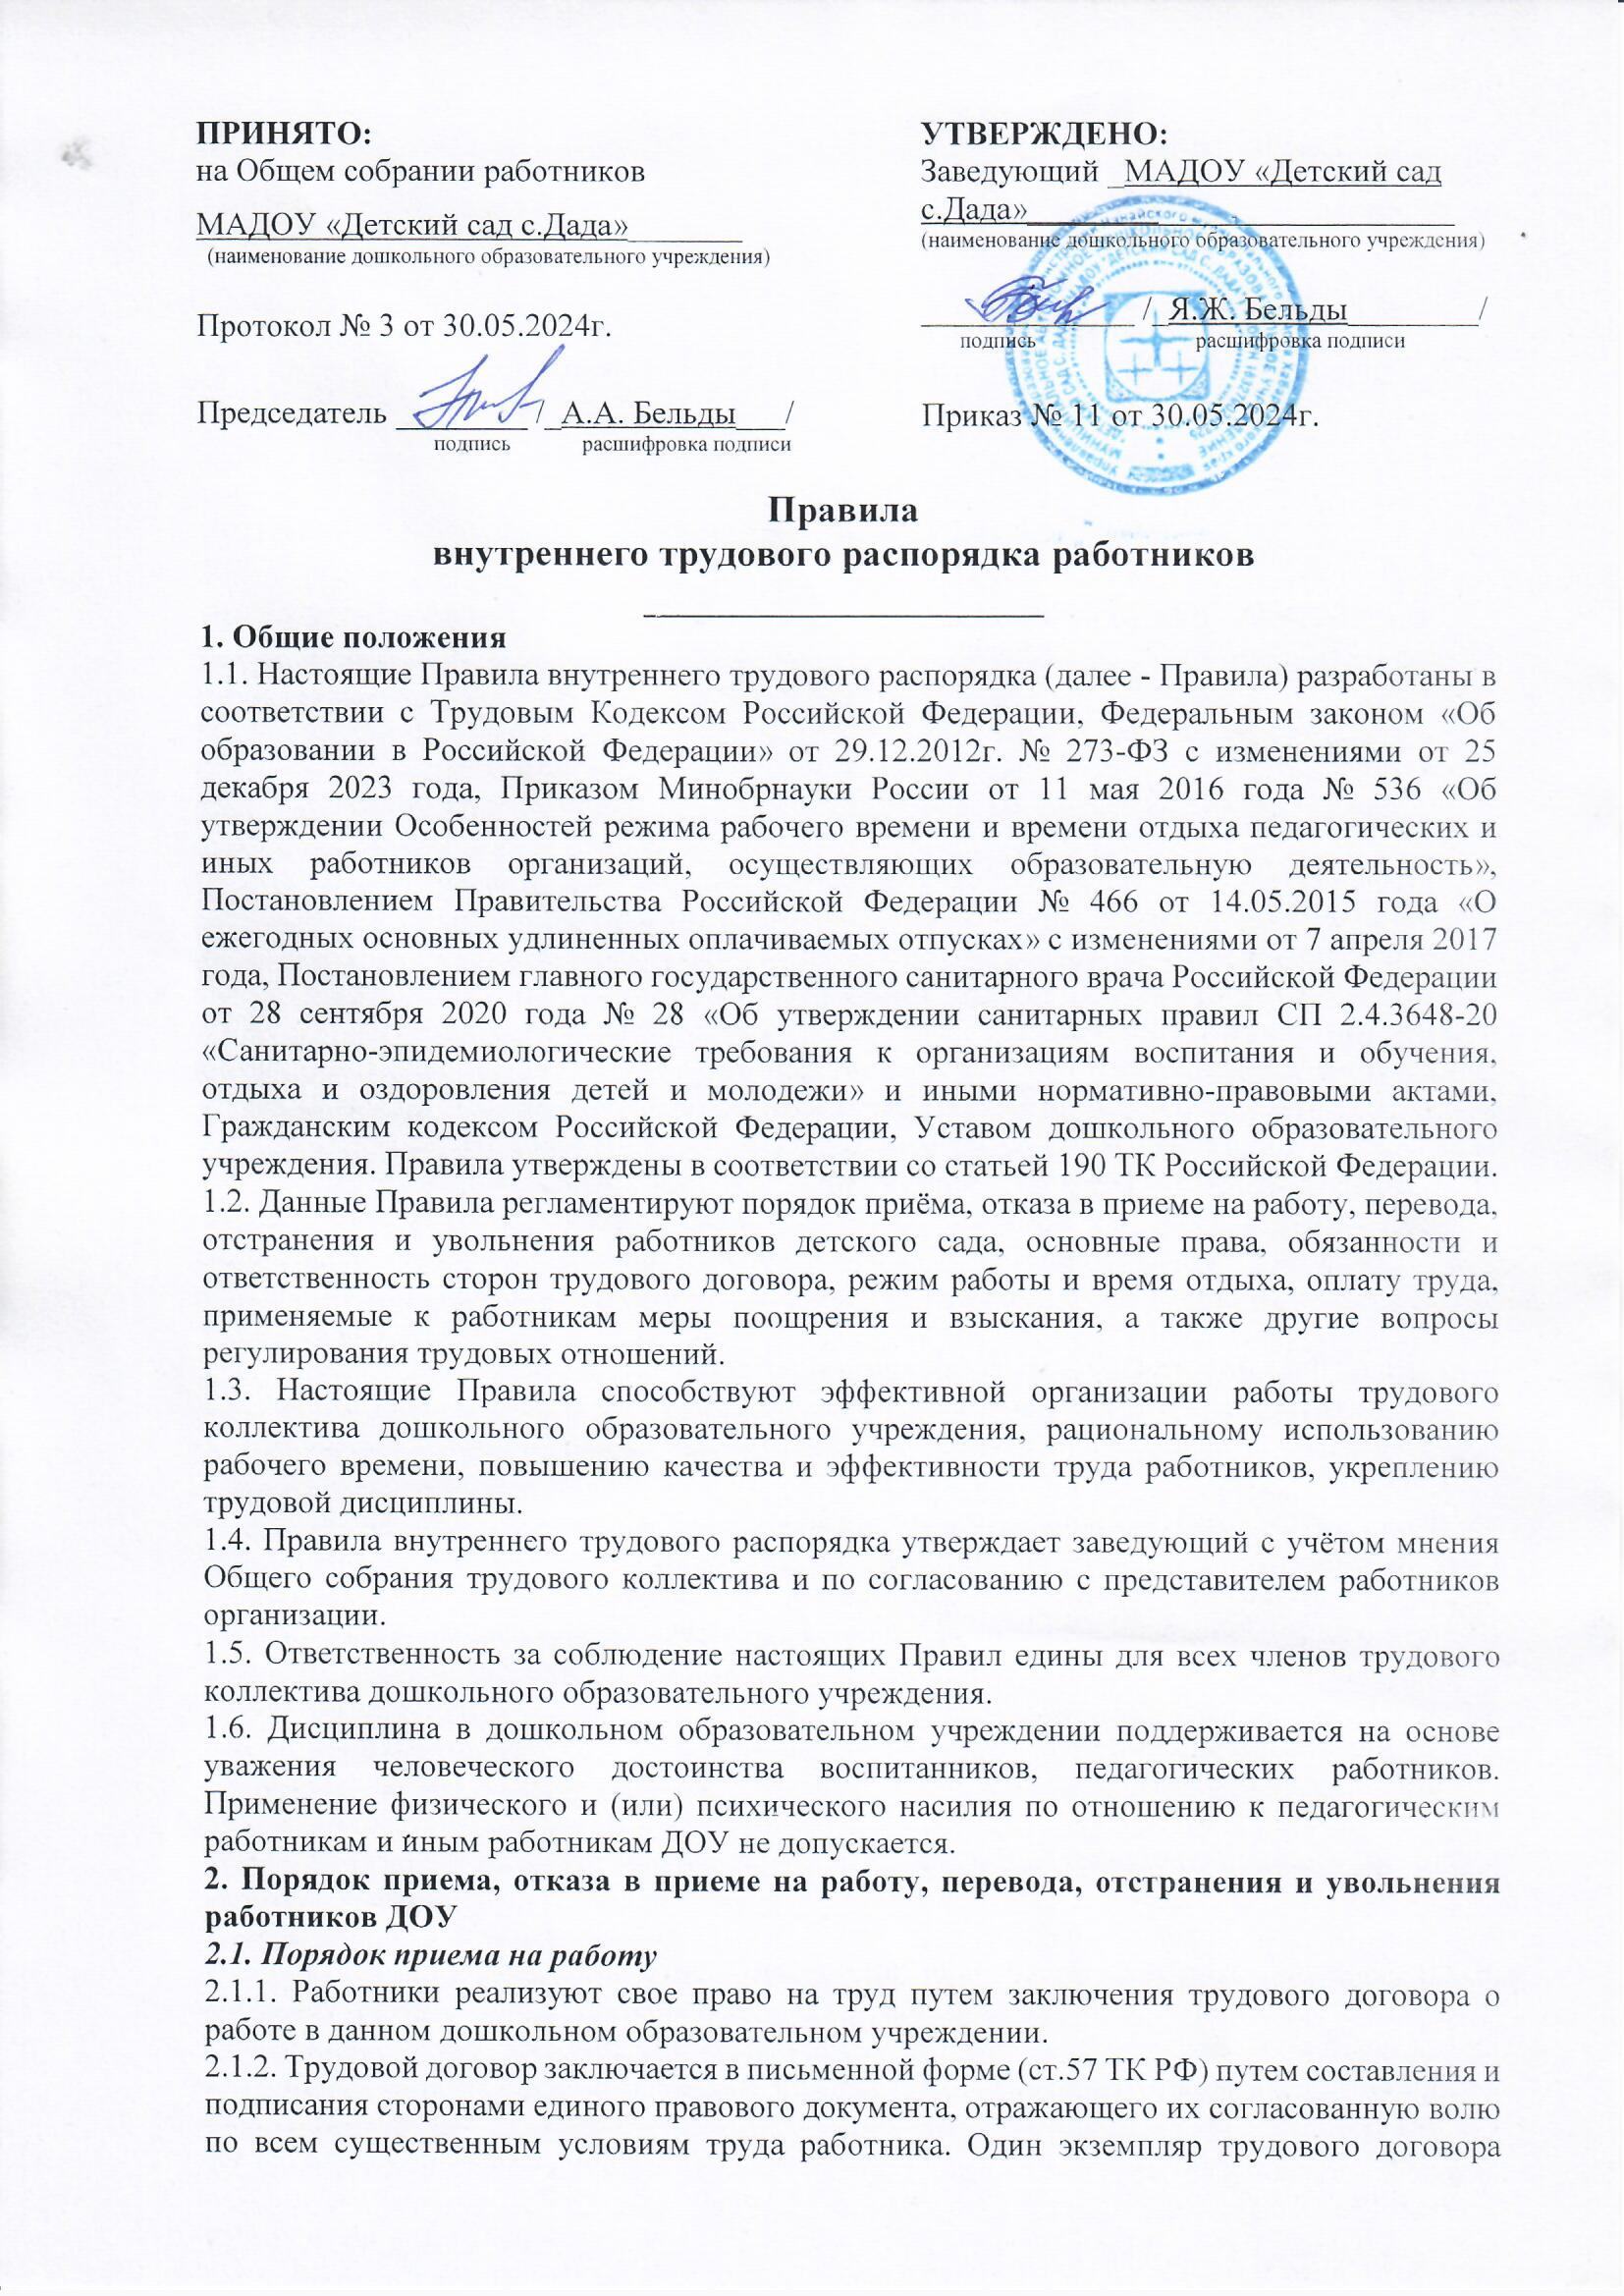 ПРИНЯТО:
на Общем собрании работников
МАДОУ «Детский сад с.Дада»_______
(наименование дошкольного образовательного учреждения)
Протокол № 3 от 30.05.2024г.
Председатель ________ /_А.А. Бельды___/
подпись расшифровка подписи
УТВЕРЖДЕНО:
Заведующий _МАДОУ «Детский сад
с.Дада»__________________________
(наименование дошкольного образовательного учреждения)
_____________ /_Я.Ж. Бельды________/
подпись расшифровка подписи
Приказ № 11 от 30.05.2024г.
Правила
внутреннего трудового распорядка работников
_________________________
1. Общие положения
1.1. Настоящие Правила внутреннего трудового распорядка (далее - Правила) разработаны в
соответствии с Трудовым Кодексом Российской Федерации, Федеральным законом «Об
образовании в Российской Федерации» от 29.12.2012г. № 273-ФЗ с изменениями от 25
декабря 2023 года, Приказом Минобрнауки России от 11 мая 2016 года № 536 «Об
утверждении Особенностей режима рабочего времени и времени отдыха педагогических и
иных работников организаций, осуществляющих образовательную деятельность»,
Постановлением Правительства Российской Федерации № 466 от 14.05.2015 года «О
ежегодных основных удлиненных оплачиваемых отпусках» с изменениями от 7 апреля 2017
года, Постановлением главного государственного санитарного врача Российской Федерации
от 28 сентября 2020 года № 28 «Об утверждении санитарных правил СП 2.4.3648-20
«Санитарно-эпидемиологические требования к организациям воспитания и обучения,
отдыха и оздоровления детей и молодежи» и иными нормативно-правовыми актами,
Гражданским кодексом Российской Федерации, Уставом дошкольного образовательного
учреждения. Правила утверждены в соответствии со статьей 190 ТК Российской Федерации.
1.2. Данные Правила регламентируют порядок приёма, отказа в приеме на работу, перевода,
отстранения и увольнения работников детского сада, основные права, обязанности и
ответственность сторон трудового договора, режим работы и время отдыха, оплату труда,
применяемые к работникам меры поощрения и взыскания, а также другие вопросы
регулирования трудовых отношений.
1.3. Настоящие Правила способствуют эффективной организации работы трудового
коллектива дошкольного образовательного учреждения, рациональному использованию
рабочего времени, повышению качества и эффективности труда работников, укреплению
трудовой дисциплины.
1.4. Правила внутреннего трудового распорядка утверждает заведующий с учётом мнения
Общего собрания трудового коллектива и по согласованию с представителем работников
организации.
1.5. Ответственность за соблюдение настоящих Правил едины для всех членов трудового
коллектива дошкольного образовательного учреждения.
1.6. Дисциплина в дошкольном образовательном учреждении поддерживается на основе
уважения человеческого достоинства воспитанников, педагогических работников.
Применение физического и (или) психического насилия по отношению к педагогическим
работникам и иным работникам ДОУ не допускается.
2. Порядок приема, отказа в приеме на работу, перевода, отстранения и увольнения
работников ДОУ
2.1. Порядок приема на работу
2.1.1. Работники реализуют свое право на труд путем заключения трудового договора о
работе в данном дошкольном образовательном учреждении.
2.1.2. Трудовой договор заключается в письменной форме (ст.57 ТК РФ) путем составления и
подписания сторонами единого правового документа, отражающего их согласованную волю
по всем существенным условиям труда работника. Один экземпляр трудового договора